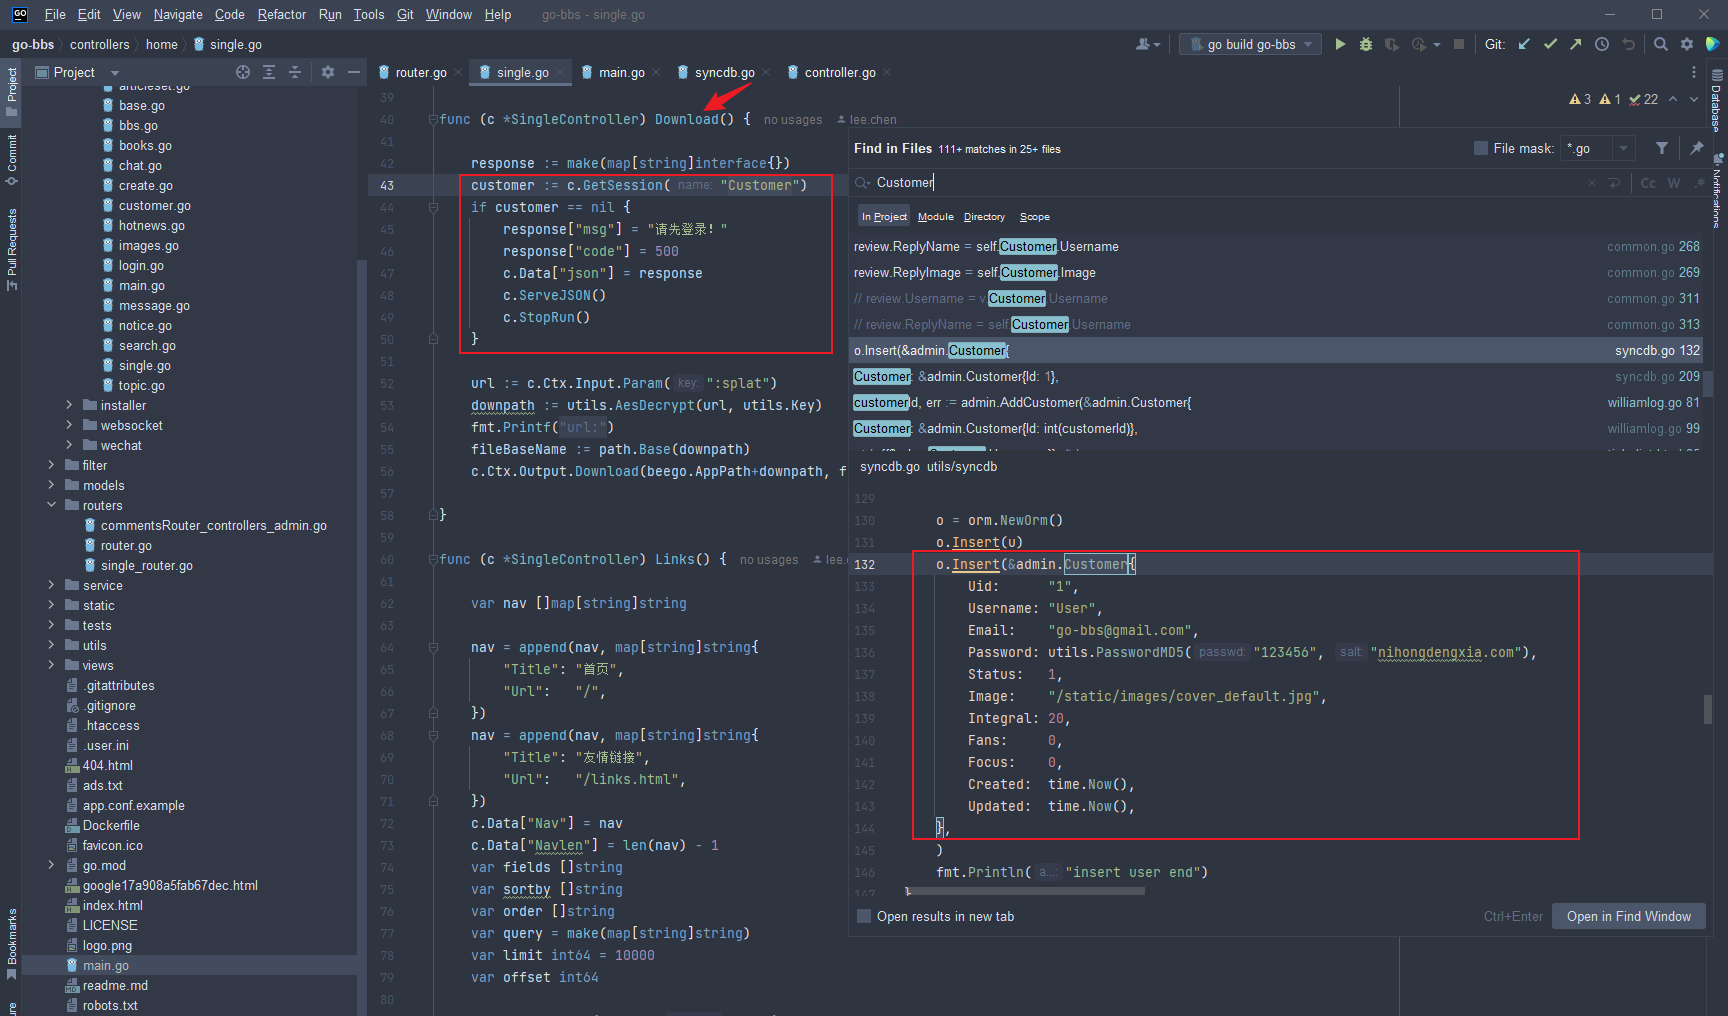 File Edit View Navigate Code Refactor Run Tools Git Window Help go-bbs - single.go
go-bbs controllers home single.go
go build go-bbs
Git:
Project
router.go single.go main.go syncdb.go controller.go
Project
Commit
Pull Requests
Bookmarks
articleset.go
base.go
bbs.go
books.go
chat.go
create.go
customer.go
hotnews.go
images.go
login.go
main.go
message.go
notice.go
search.go
single.go
topic.go
installer
websocket
wechat
filter
models
routers
commentsRouter_controllers_admin.go
router.go
single_router.go
service
static
tests
utils
views
.gitattributes
.gitignore
.htaccess
.user.ini
404.html
ads.txt
app.conf.example
Dockerfile
favicon.ico
go.mod
google17a908a5fab67dec.html
index.html
LICENSE
logo.png
main.go
readme.md
robots.txt
39
40 func (c *SingleController) Download() { no usages lee.chen
41
42 response := make(map[string]interface{})
43 customer := c.GetSession( name: "Customer")
44 if customer == nil {
45 response["msg"] = "请先登录！"
46 response["code"] = 500
47 c.Data["json"] = response
48 c.ServeJSON()
49 c.StopRun()
50 }
51
52 url := c.Ctx.Input.Param( key: ":splat")
53 downpath := utils.AesDecrypt(url, utils.Key)
54 fmt.Printf("url:")
55 fileBaseName := path.Base(downpath)
56 c.Ctx.Output.Download(beego.AppPath+downpath, f
57
58 }
59
60 func (c *SingleController) Links() { no usages lee.
61
62 var nav []map[string]string
63
64 nav = append(nav, map[string]string{
65 "Title": "首页",
66 "Url": "/",
67 })
68 nav = append(nav, map[string]string{
69 "Title": "友情链接",
70 "Url": "/links.html",
71 })
72 c.Data["Nav"] = nav
73 c.Data["Navlen"] = len(nav) - 1
74 var fields []string
75 var sortby []string
76 var order []string
77 var query = make(map[string]string)
78 var limit int64 = 10000
79 var offset int64
80
3 1 22
Database
Notifications
Find in Files 111+ matches in 25+ files
File mask: *.go
Customer
Cc W .*
In Project Module Directory Scope
review.ReplyName = self.Customer.Username common.go 268
review.ReplyImage = self.Customer.Image common.go 269
// review.Username = v.Customer.Username common.go 311
// review.ReplyName = self.Customer.Username common.go 313
o.Insert(&admin.Customer{ syncdb.go 132
Customer: &admin.Customer{Id: 1}, syncdb.go 209
customerId, err := admin.AddCustomer(&admin.Customer{ williamlog.go 81
Customer: &admin.Customer{Id: int(customerId)}, williamlog.go 99
syncdb.go utils/syncdb
129
130 o = orm.NewOrm()
131 o.Insert(u)
132 o.Insert(&admin.Customer{
133 Uid: "1",
134 Username: "User",
135 Email: "go-bbs@gmail.com",
136 Password: utils.PasswordMD5( passwd: "123456", salt: "nihongdengxia.com"),
137 Status: 1,
138 Image: "/static/images/cover_default.jpg",
139 Integral: 20,
140 Fans: 0,
141 Focus: 0,
142 Created: time.Now(),
143 Updated: time.Now(),
144 },
145 )
146 fmt.Println( a...: "insert user end")
147 }
Open results in new tab Ctrl+Enter Open in Find Window